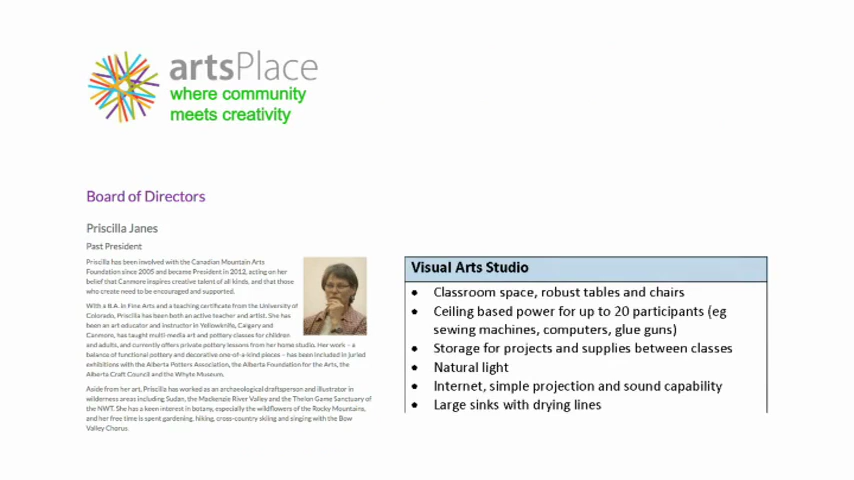 artsPlace
where community
meets creativity
Board of Directors
Priscilla Janes
Past President
Priscilla has been involved with the Canadian Mountain Arts
Foundation since 2005 and became President in 2012, acting on her
belief that Canmore inspires creative talent of all kinds, and that those
who create need to be encouraged and supported.
With a B.A. in Fine Arts and a teaching certificate from the University of
Colorado, Priscilla has been both an active teacher and artist. She has
been an art educator and instructor in Yellowknife, Calgary and
Canmore, has taught multi media art and pottery classes for children
and adults, and currently offers private pottery lessons from her home studio. Her work – a
balance of functional pottery and decorative one-of-a-kind pieces – has been included in juried
exhibitions with the Alberta Potters Association, the Alberta Foundation for the Arts, the
Alberta Craft Council and the Whyte Museum.
Aside from her art, Priscilla has worked as an archaeological draftsperson and illustrator in
wilderness areas including Sudan, the Mackenzie River Valley and the Thelon Game Sanctuary of
the NWT. She has a keen interest in botany, especially the wildflowers of the Rocky Mountains,
and her free time is spent gardening, hiking, cross-country skiing and singing with the Bow
Valley Chorus.
Visual Arts Studio
• Classroom space, robust tables and chairs
• Ceiling based power for up to 20 participants (eg
sewing machines, computers, glue guns)
• Storage for projects and supplies between classes
• Natural light
• Internet, simple projection and sound capability
• Large sinks with drying lines